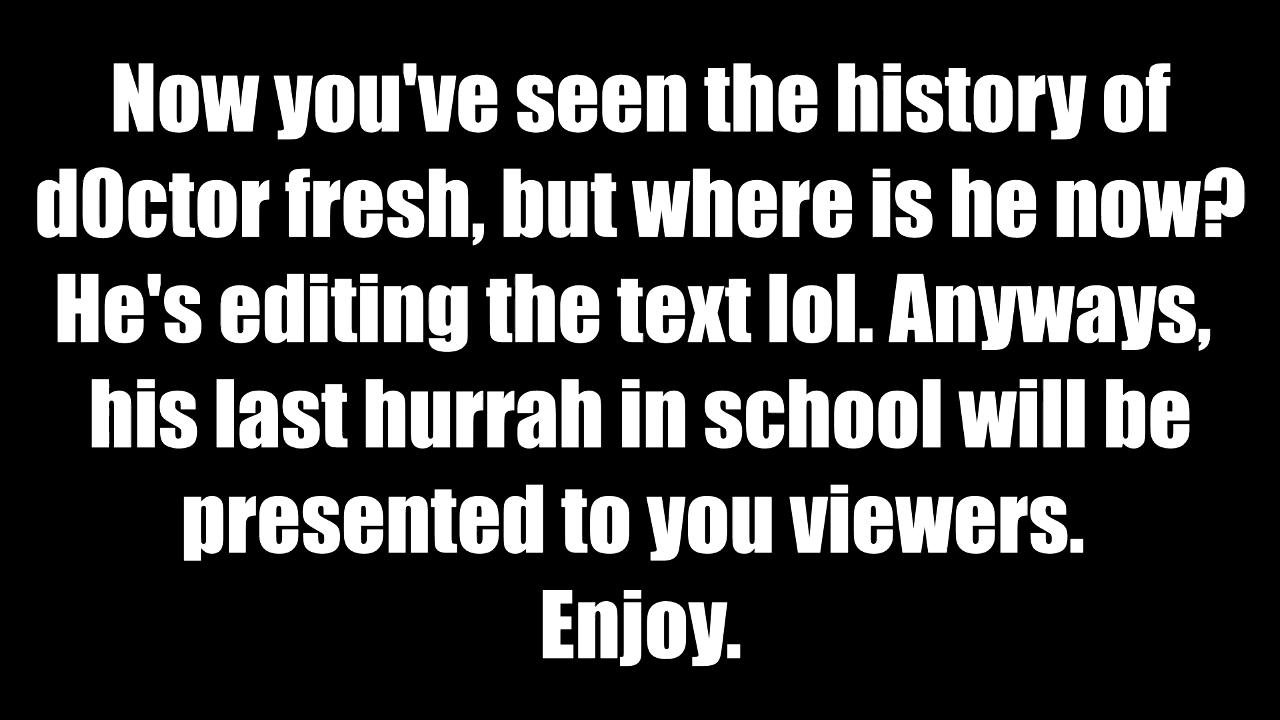 Now you've seen the history of
d0ctor fresh, but where is he now?
He's editing the text lol. Anyways,
his last hurrah in school will be
presented to you viewers.
Enjoy.